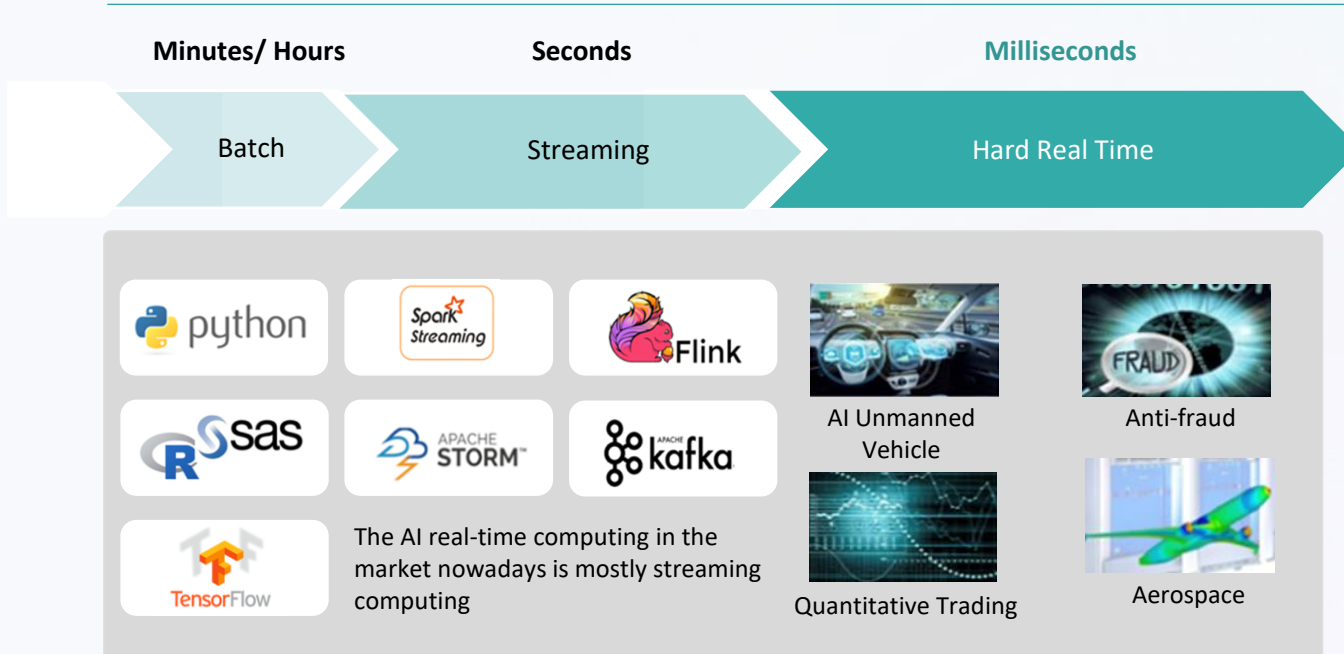 Minutes/ Hours
Seconds
Milliseconds
Batch
Streaming
Hard Real Time
python
Spark
Streaming
Flink
R
sas
APACHE
STORM™
APACHE
kafka
TensorFlow
The AI real-time computing in the
market nowadays is mostly streaming
computing
AI Unmanned
Vehicle
FRAUD
Anti-fraud
Quantitative Trading
Aerospace